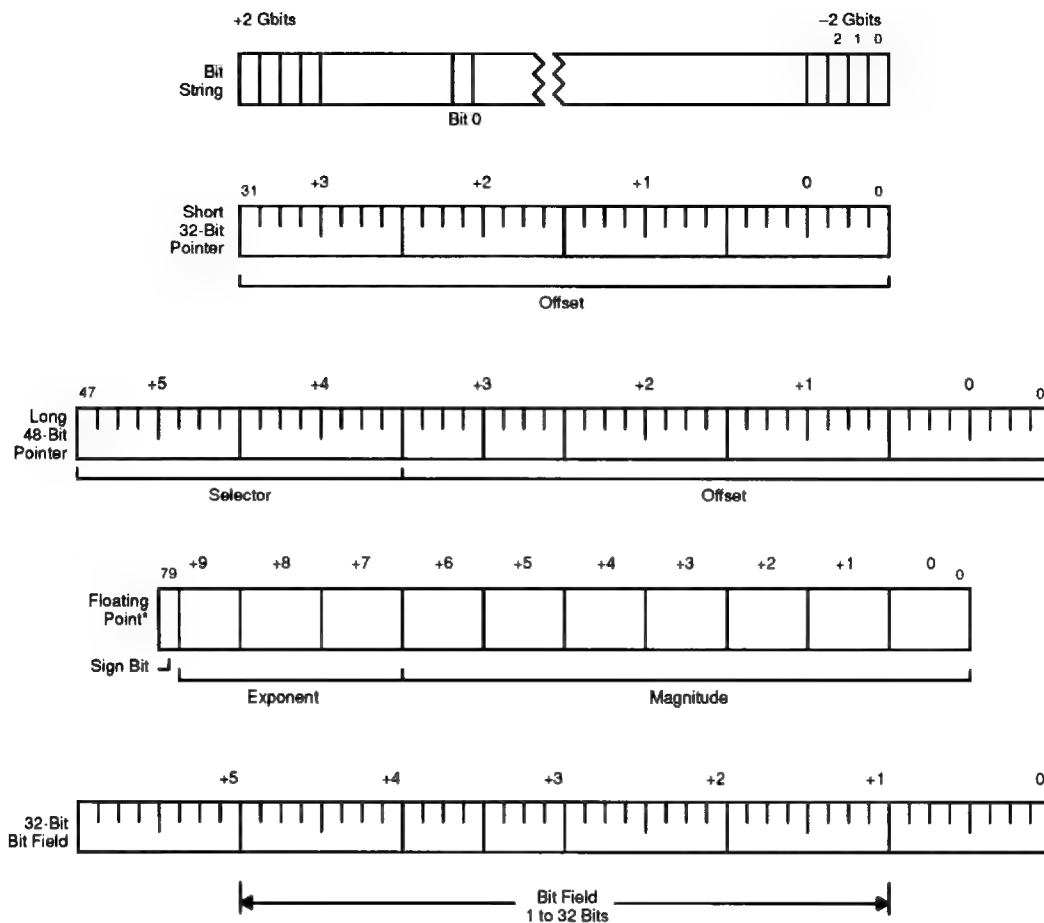 +2 Gbits −2 Gbits
2 1 0
Bit
String
Bit 0
31 +3 +2 +1 0 0
Short
32-Bit
Pointer
Offset
47 +5 +4 +3 +2 +1 0 0
Long
48-Bit
Pointer
Selector Offset
79 +9 +8 +7 +6 +5 +4 +3 +2 +1 0 0
Floating
Point*
Sign Bit
Exponent Magnitude
+5 +4 +3 +2 +1 0
32-Bit
Bit Field
Bit Field
1 to 32 Bits